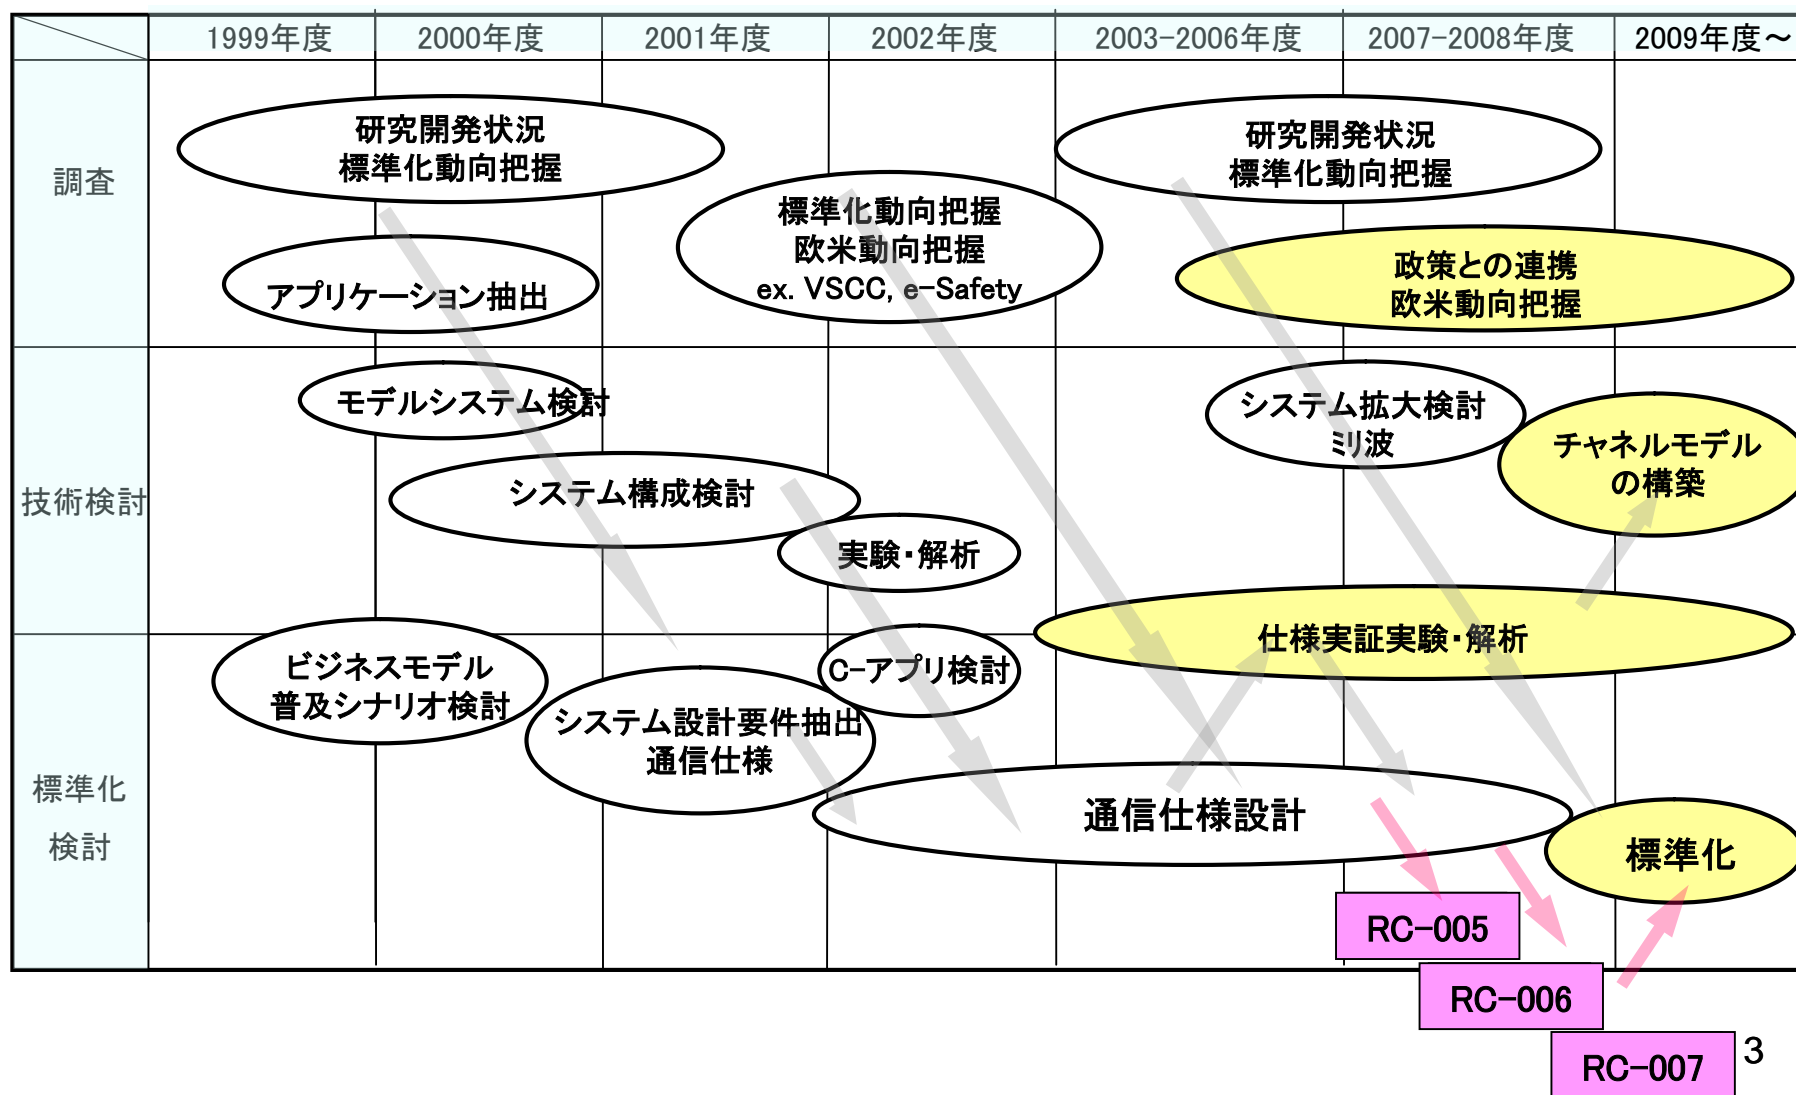 1999年度
2000年度
2001年度
2002年度
2003-2006年度
2007-2008年度
2009年度～
調査
研究開発状況
標準化動向把握
アプリケーション抽出
標準化動向把握
欧米動向把握
ex. VSCC, e-Safety
研究開発状況
標準化動向把握
政策との連携
欧米動向把握
技術検討
モデルシステム検討
システム構成検討
実験・解析
システム拡大検討
ミリ波
チャネルモデル
の構築
仕様実証実験・解析
標準化
検討
ビジネスモデル
普及シナリオ検討
システム設計要件抽出
通信仕様
C-アプリ検討
通信仕様設計
標準化
RC-005
RC-006
RC-007
3